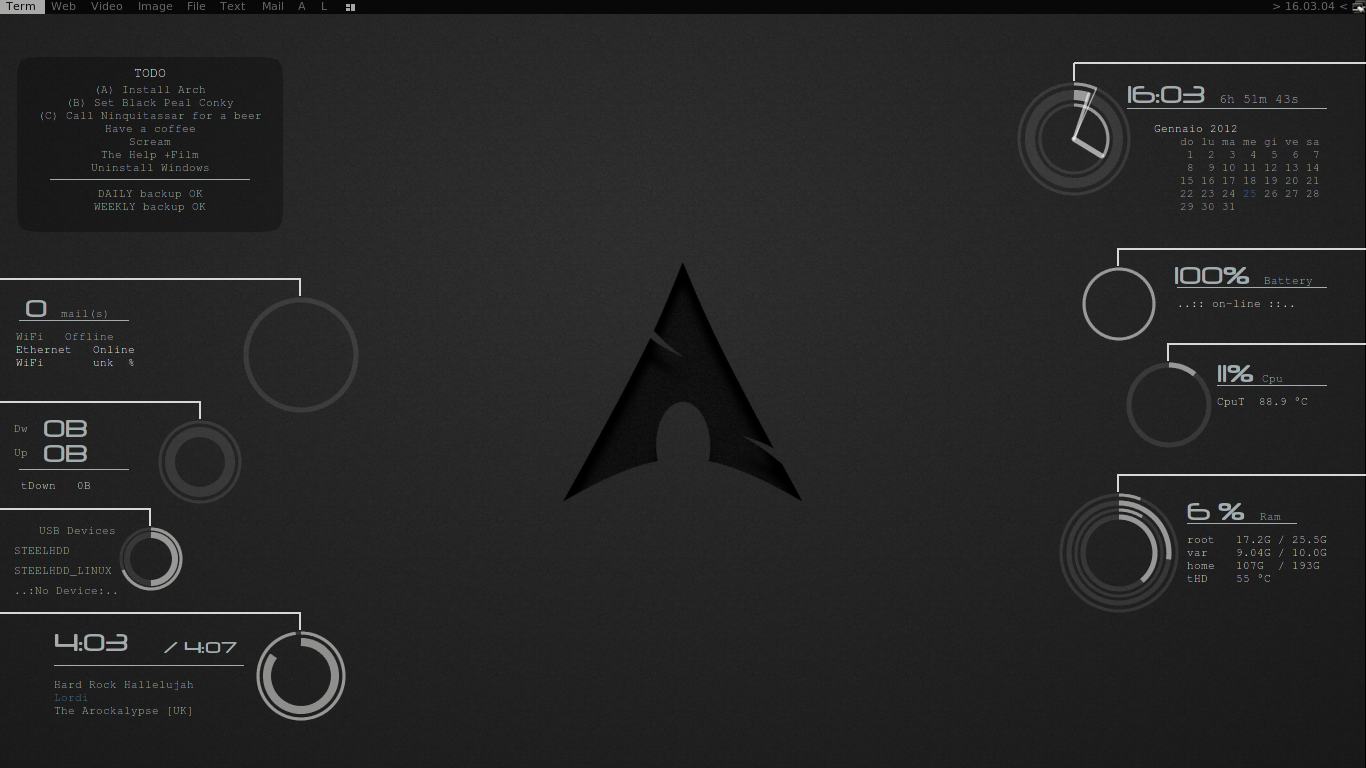 Term Web Video Image File Text Mail A L > 16.03.04 <
TODO
(A) Install Arch
(B) Set Black Peal Conky
(C) Call Ninquitassar for a beer
Have a coffee
Scream
The Help +Film
Uninstall Windows
DAILY backup OK
WEEKLY backup OK
0 mail(s)
WiFi Offline
Ethernet Online
WiFi unk %
Dw 0B
Up 0B
tDown 0B
USB Devices
STEELHDD
STEELHDD_LINUX
..:No Device:..
4:03 / 4:07
Hard Rock Hallelujah
Lordi
The Arockalypse [UK]
16:03 6h 51m 43s
Gennaio 2012
do lu ma me gi ve sa
1 2 3 4 5 6 7
8 9 10 11 12 13 14
15 16 17 18 19 20 21
22 23 24 25 26 27 28
29 30 31
100% Battery
..:: on-line ::..
11% Cpu
CpuT 88.9 °C
6 % Ram
root 17.2G / 25.5G
var 9.04G / 10.0G
home 107G / 193G
tHD 55 °C